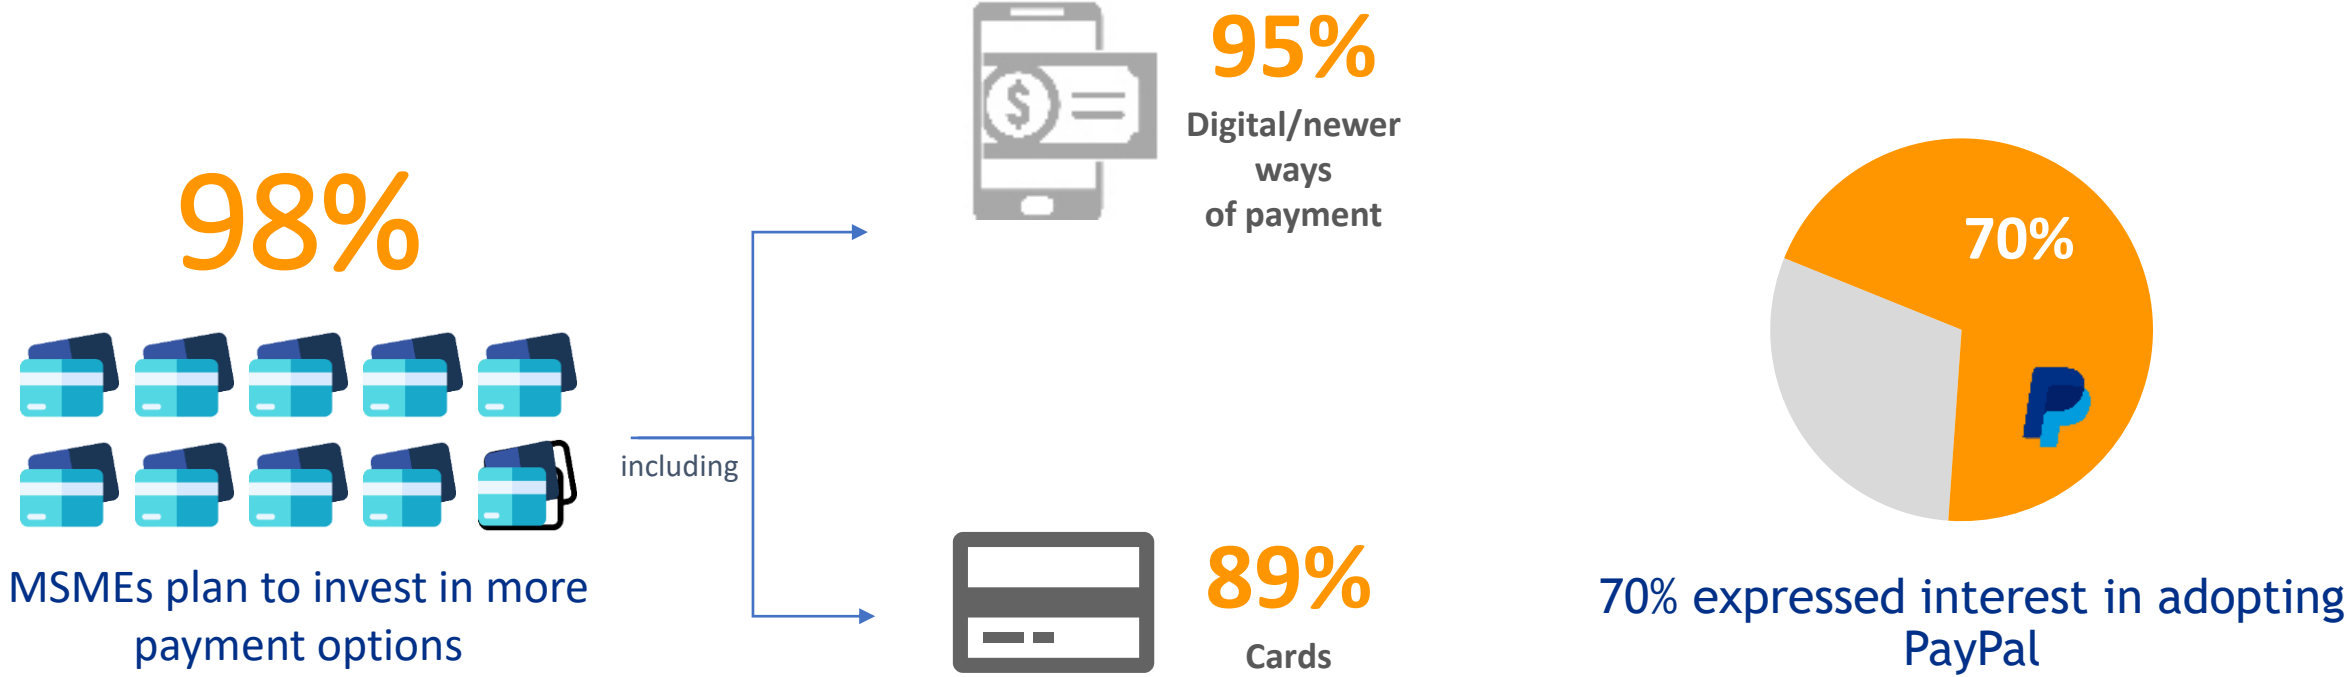 98%
MSMEs plan to invest in more
payment options
including
95%
Digital/newer
ways
of payment
89%
Cards
70%
70% expressed interest in adopting
PayPal